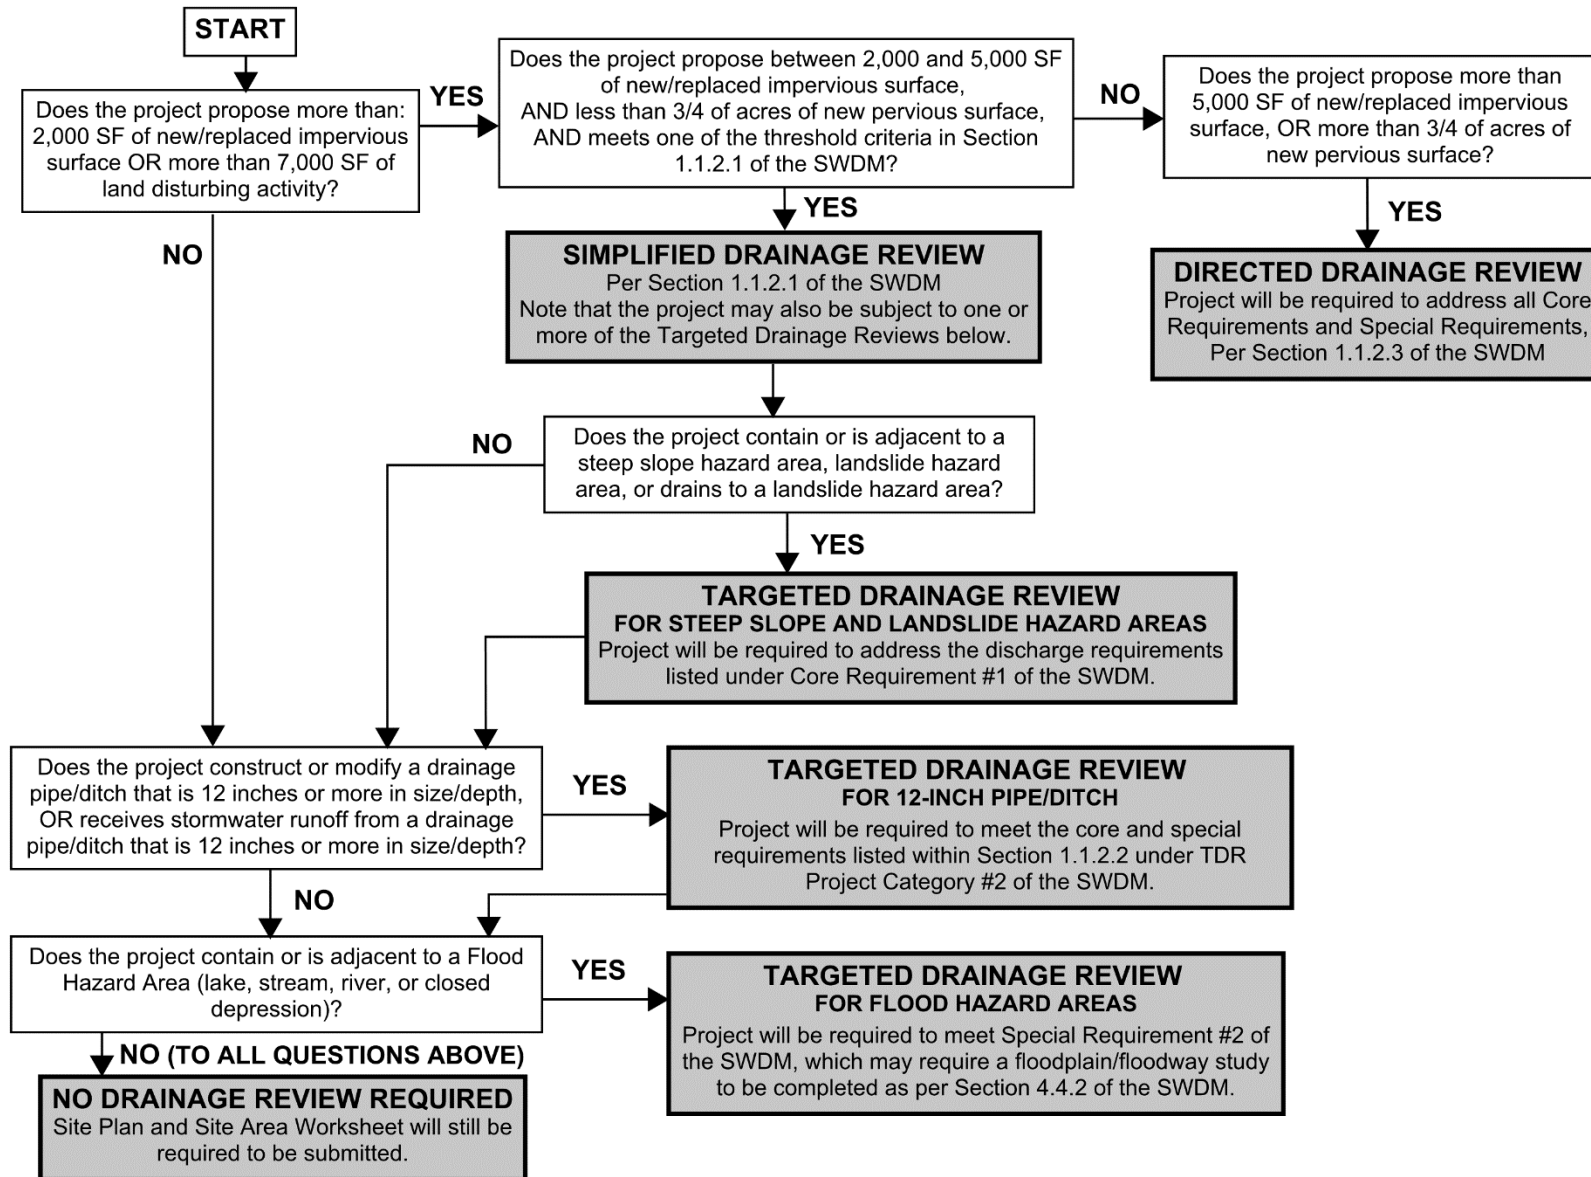 START
Does the project propose more than:
2,000 SF of new/replaced impervious
surface OR more than 7,000 SF of
land disturbing activity?
YES
Does the project propose between 2,000 and 5,000 SF
of new/replaced impervious surface,
AND less than 3/4 of acres of new pervious surface,
AND meets one of the threshold criteria in Section
1.1.2.1 of the SWDM?
NO
Does the project propose more than
5,000 SF of new/replaced impervious
surface, OR more than 3/4 of acres of
new pervious surface?
NO
YES
YES
SIMPLIFIED DRAINAGE REVIEW
Per Section 1.1.2.1 of the SWDM
Note that the project may also be subject to one or
more of the Targeted Drainage Reviews below.
DIRECTED DRAINAGE REVIEW
Project will be required to address all Core
Requirements and Special Requirements,
Per Section 1.1.2.3 of the SWDM
Does the project contain or is adjacent to a
steep slope hazard area, landslide hazard
area, or drains to a landslide hazard area?
NO
YES
TARGETED DRAINAGE REVIEW
FOR STEEP SLOPE AND LANDSLIDE HAZARD AREAS
Project will be required to address the discharge requirements
listed under Core Requirement #1 of the SWDM.
Does the project construct or modify a drainage
pipe/ditch that is 12 inches or more in size/depth,
OR receives stormwater runoff from a drainage
pipe/ditch that is 12 inches or more in size/depth?
YES
TARGETED DRAINAGE REVIEW
FOR 12-INCH PIPE/DITCH
Project will be required to meet the core and special
requirements listed within Section 1.1.2.2 under TDR
Project Category #2 of the SWDM.
NO
Does the project contain or is adjacent to a Flood
Hazard Area (lake, stream, river, or closed
depression)?
YES
TARGETED DRAINAGE REVIEW
FOR FLOOD HAZARD AREAS
Project will be required to meet Special Requirement #2 of
the SWDM, which may require a floodplain/floodway study
to be completed as per Section 4.4.2 of the SWDM.
NO (TO ALL QUESTIONS ABOVE)
NO DRAINAGE REVIEW REQUIRED
Site Plan and Site Area Worksheet will still be
required to be submitted.